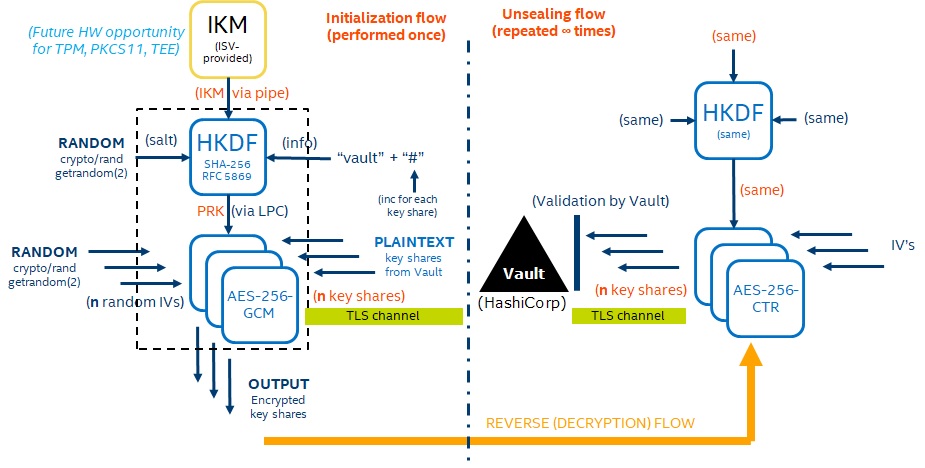 (Future HW opportunity
for TPM, PKCS11, TEE)
IKM
(ISV-
provided)
Initialization flow
(performed once)
Unsealing flow
(repeated ∞ times)
(same)
(IKM via pipe)
RANDOM
crypto/rand
getrandom(2)
(salt)
HKDF
SHA-256
RFC 5869
(info)
"vault" + "#"
(inc for each
key share)
PRK (via LPC)
(same)
HKDF
(same)
(same)
(same)
RANDOM
crypto/rand
getrandom(2)
(n random IVs)
PLAINTEXT
key shares
from Vault
(n key shares)
AES-256-
GCM
TLS channel
(Validation by Vault)
Vault
(HashiCorp)
(n key shares)
TLS channel
IV's
AES-256-
CTR
OUTPUT
Encrypted
key shares
REVERSE (DECRYPTION) FLOW